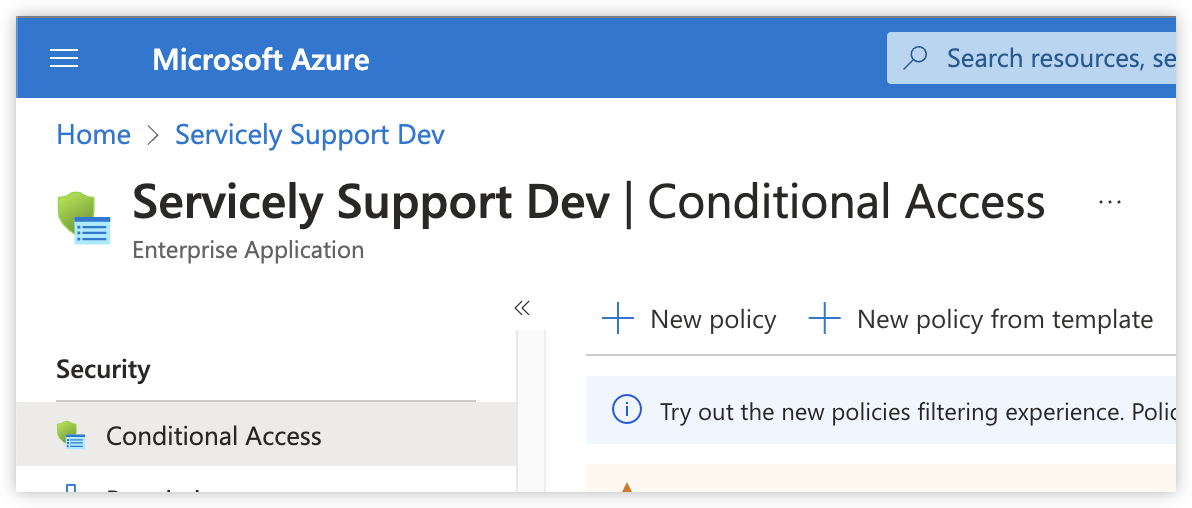 Microsoft Azure
Search resources, se
Home > Servicely Support Dev
Servicely Support Dev | Conditional Access ...
Enterprise Application
«
+ New policy + New policy from template
Security
Try out the new policies filtering experience. Polic
Conditional Access